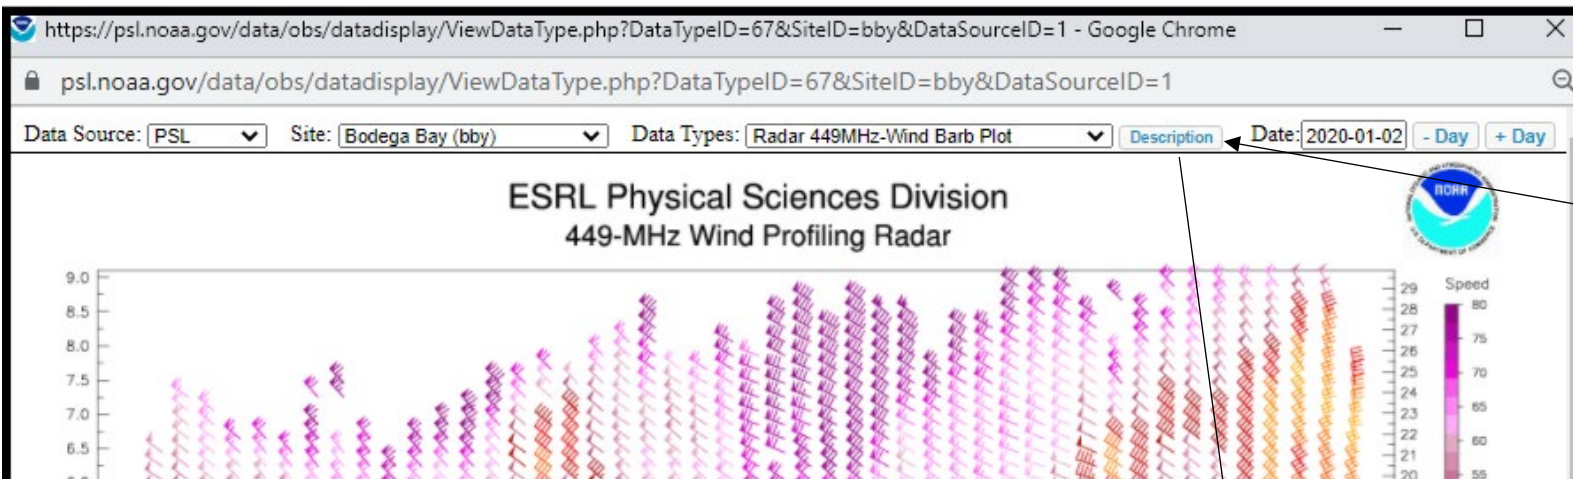 https://psl.noaa.gov/data/obs/datadisplay/ViewDataType.php?DataTypeID=67&SiteID=bby&DataSourceID=1 - Google Chrome
psl.noaa.gov/data/obs/datadisplay/ViewDataType.php?DataTypeID=67&SiteID=bby&DataSourceID=1
Data Source: PSL Site: Bodega Bay (bby) Data Types: Radar 449MHz-Wind Barb Plot Description Date: 2020-01-02 - Day + Day
ESRL Physical Sciences Division
NOAA
449-MHz Wind Profiling Radar
9.0 29 Speed
8.5 28 80
27
8.0 26 75
7.5 25 70
24
7.0 23 65
22
6.5 21 60
20 55